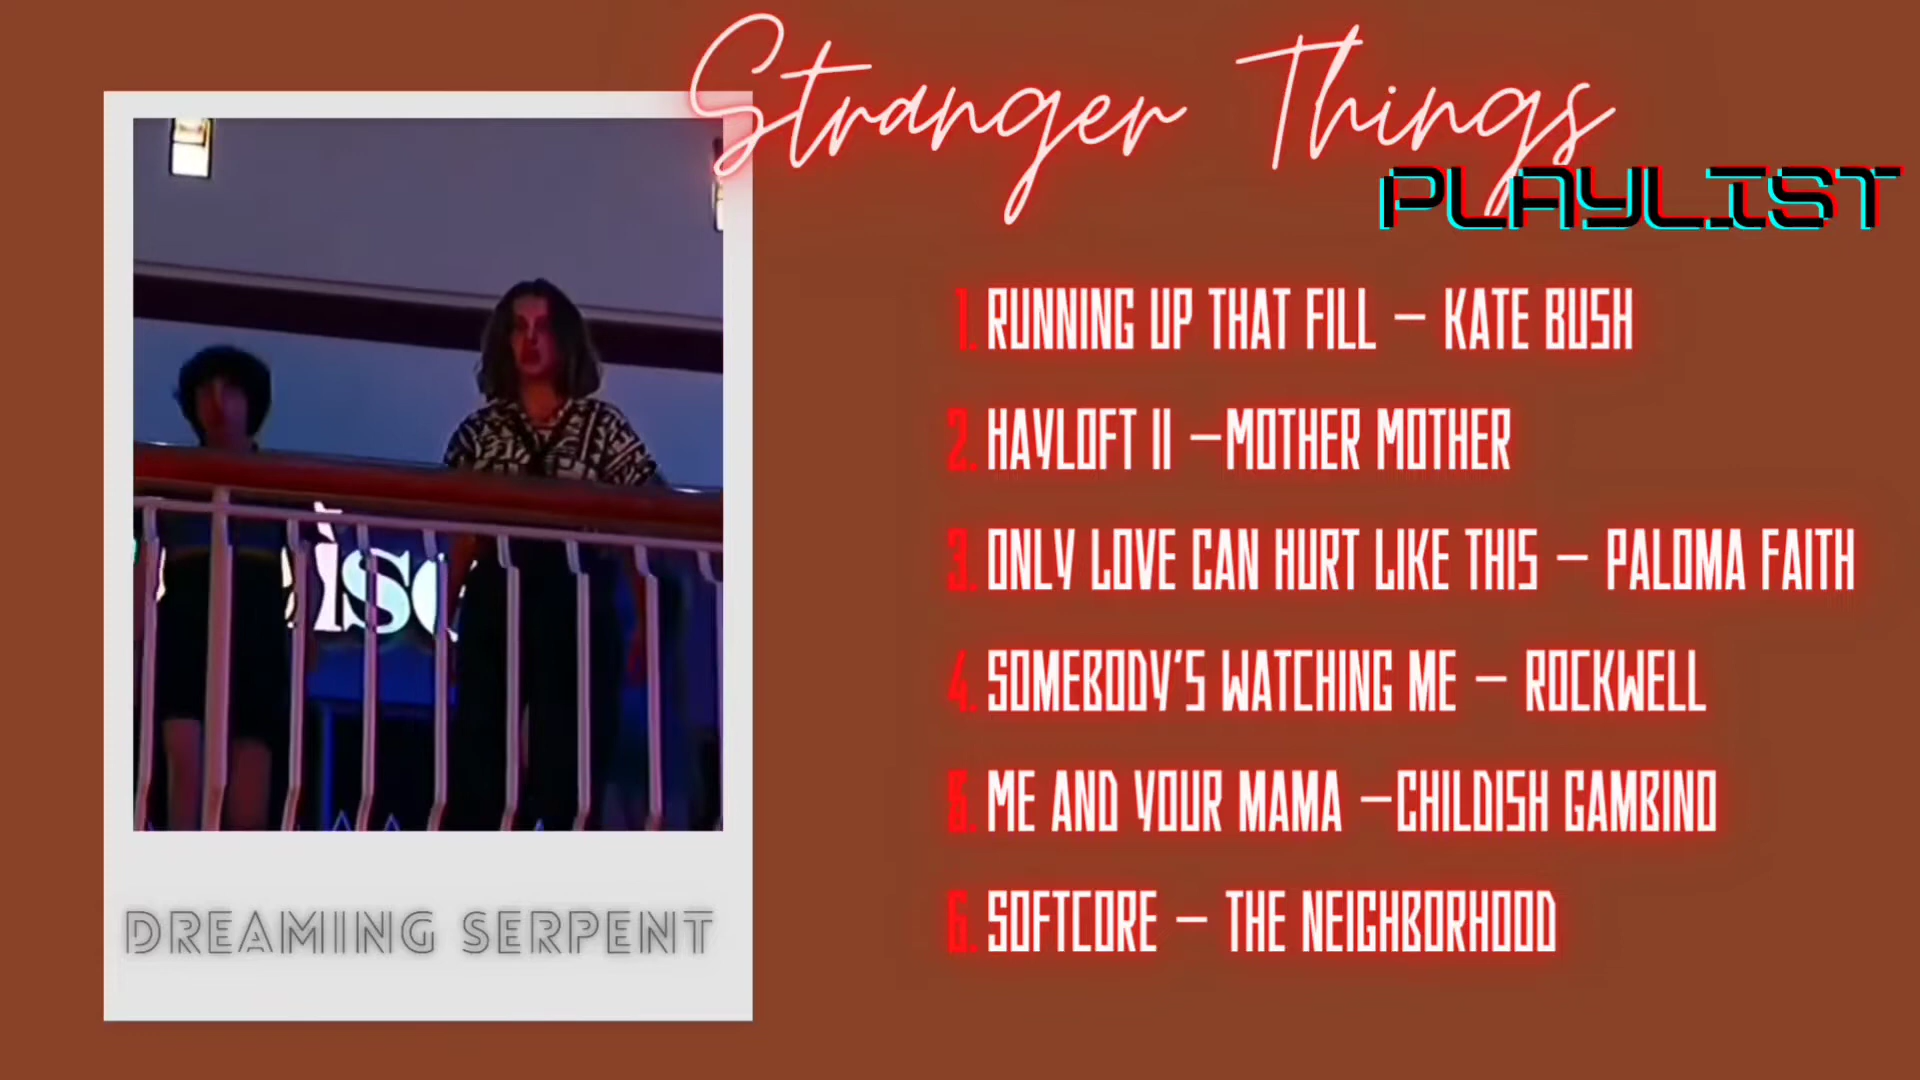 Stranger Things
PLAYLIST
1. RUNNING UP THAT FILL – KATE BUSH
2. HAYLOFT II –MOTHER MOTHER
3. ONLY LOVE CAN HURT LIKE THIS – PALOMA FAITH
4. SOMEBODY'S WATCHING ME – ROCKWELL
5. ME AND YOUR MAMA –CHILDISH GAMBINO
6. SOFTCORE – THE NEIGHBORHOOD
isc
DREAMING SERPENT